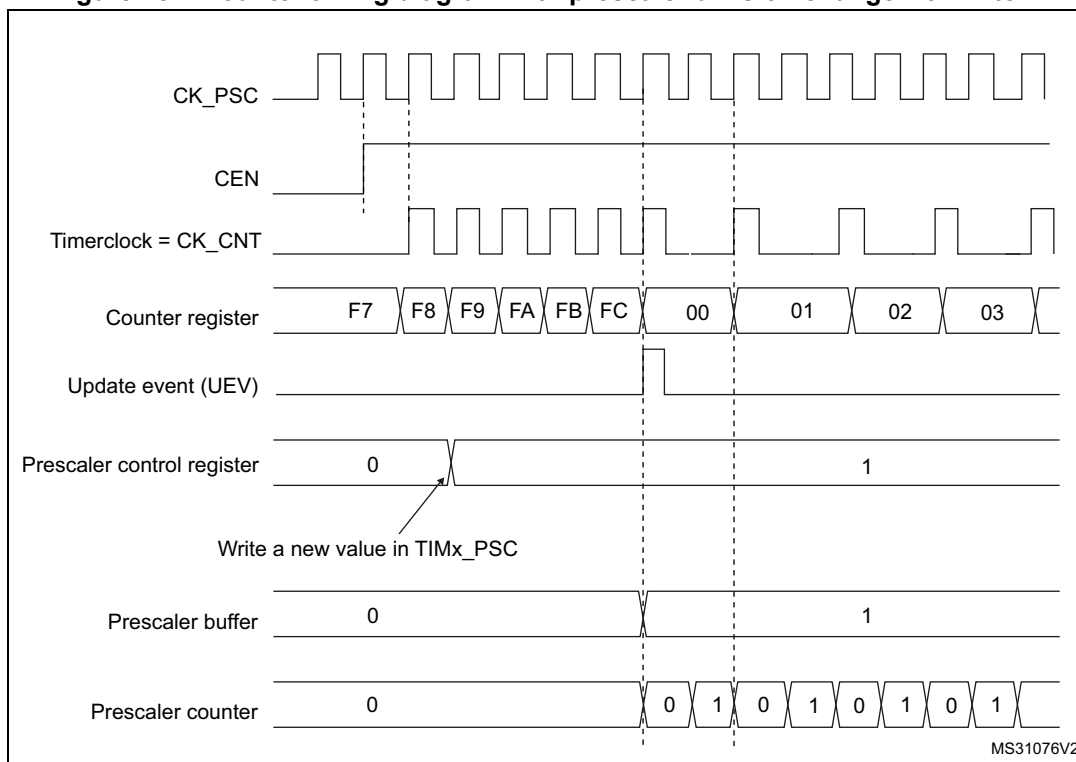 CK_PSC
CEN
Timerclock = CK_CNT
Counter register F7 F8 F9 FA FB FC 00 01 02 03
Update event (UEV)
Prescaler control register 0 1
Write a new value in TIMx_PSC
Prescaler buffer 0 1
Prescaler counter 0 0 1 0 1 0 1 0 1
MS31076V2